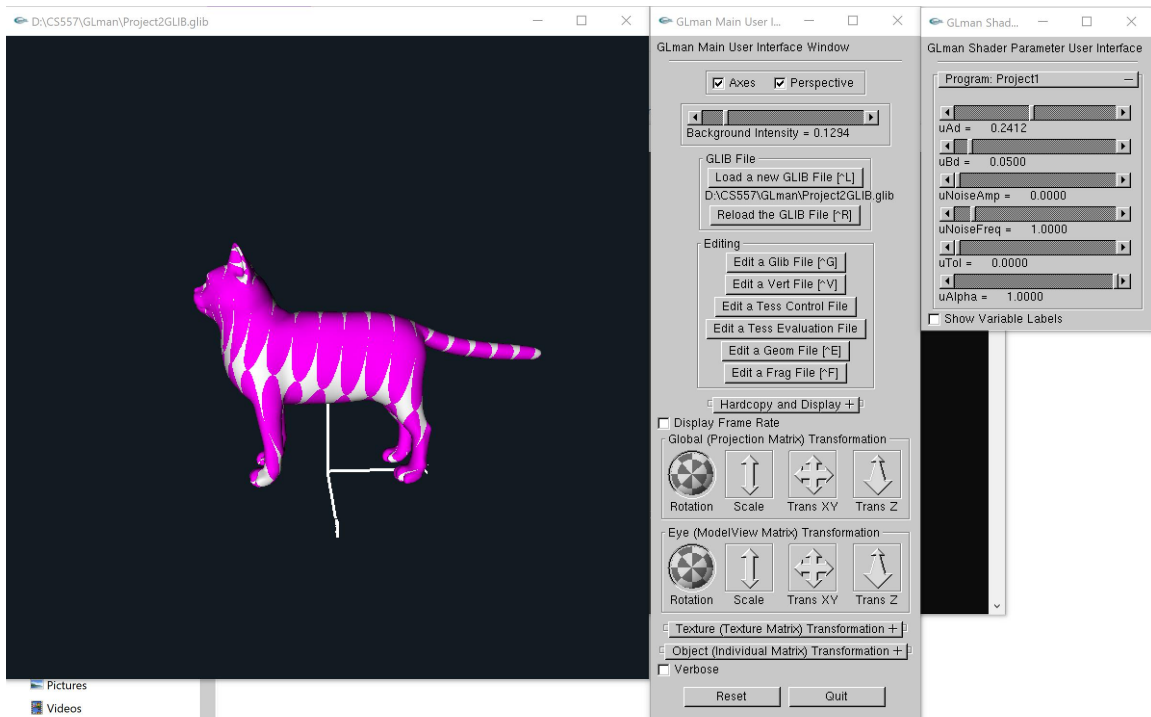 D:\CS557\GLman\Project2GLIB.glib
GLman Main User I...
GLman Main User Interface Window
Axes
Perspective
Background Intensity = 0.1294
GLIB File
Load a new GLIB File [^L]
D:\CS557\GLman\Project2GLIB.glib
Reload the GLIB File [^R]
Editing
Edit a Glib File [^G]
Edit a Vert File [^V]
Edit a Tess Control File
Edit a Tess Evaluation File
Edit a Geom File [^E]
Edit a Frag File [^F]
Hardcopy and Display +
Display Frame Rate
Global (Projection Matrix) Transformation
Rotation Scale Trans XY Trans Z
Eye (ModelView Matrix) Transformation
Rotation Scale Trans XY Trans Z
Texture (Texture Matrix) Transformation +
Object (Individual Matrix) Transformation +
Verbose
Reset Quit
GLman Shad...
GLman Shader Parameter User Interface
Program: Project1 –
uAd = 0.2412
uBd = 0.0500
uNoiseAmp = 0.0000
uNoiseFreq = 1.0000
uTol = 0.0000
uAlpha = 1.0000
Show Variable Labels
Pictures
Videos